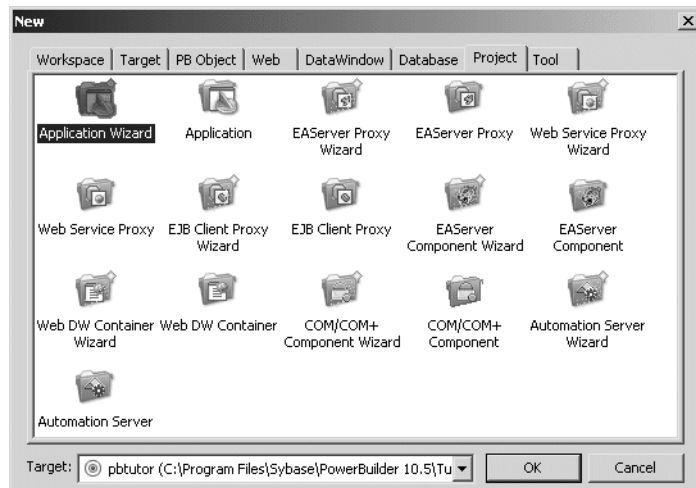 New
Workspace Target PB Object Web DataWindow Database Project Tool
Application Wizard Application EAServer Proxy EAServer Proxy Web Service Proxy
Wizard Wizard
Web Service Proxy EJB Client Proxy EJB Client Proxy EAServer EAServer
Wizard Component Wizard Component
Web DW Container Web DW Container COM/COM+ COM/COM+ Automation Server
Wizard Component Wizard Component Wizard
Automation Server
Target: pbtutor (C:\Program Files\Sybase\PowerBuilder 10.5\Tu OK Cancel